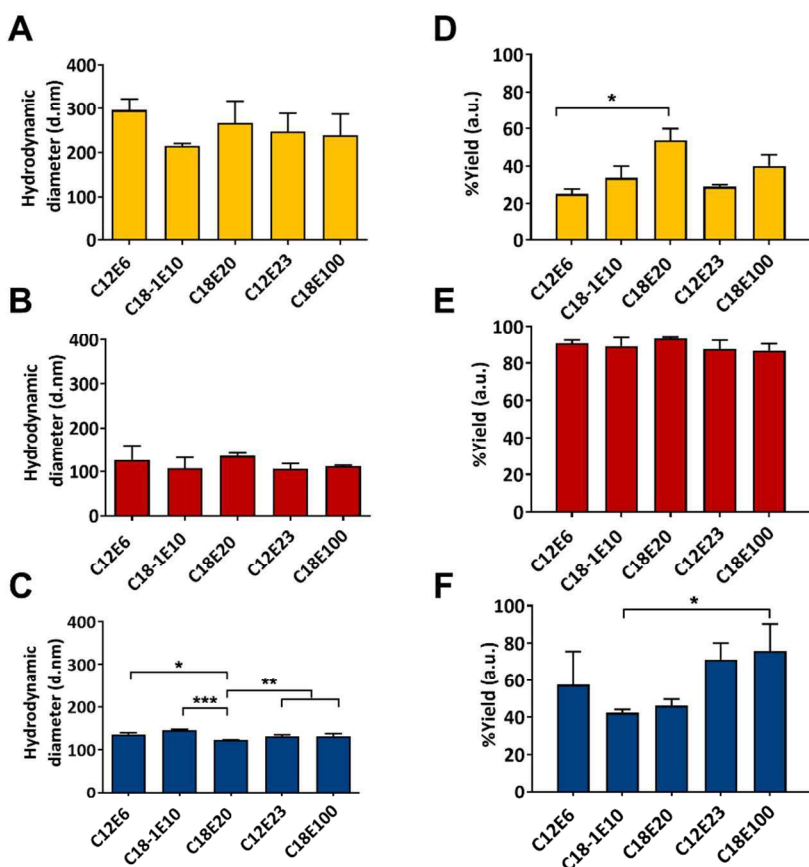 A
Hydrodynamic
diameter (d.nm)
400
300
200
100
0
C12E6
C18-1E10
C18E20
C12E23
C18E100
D
%Yield (a.u.)
100
80
60
40
20
0
*
C12E6
C18-1E10
C18E20
C12E23
C18E100
B
Hydrodynamic
diameter (d.nm)
400
300
200
100
0
C12E6
C18-1E10
C18E20
C12E23
C18E100
E
%Yield (a.u.)
100
80
60
40
20
0
C12E6
C18-1E10
C18E20
C12E23
C18E100
C
Hydrodynamic
diameter (d.nm)
400
300
200
100
0
*
***
**
C12E6
C18-1E10
C18E20
C12E23
C18E100
F
%Yield (a.u.)
100
80
60
40
20
0
*
C12E6
C18-1E10
C18E20
C12E23
C18E100